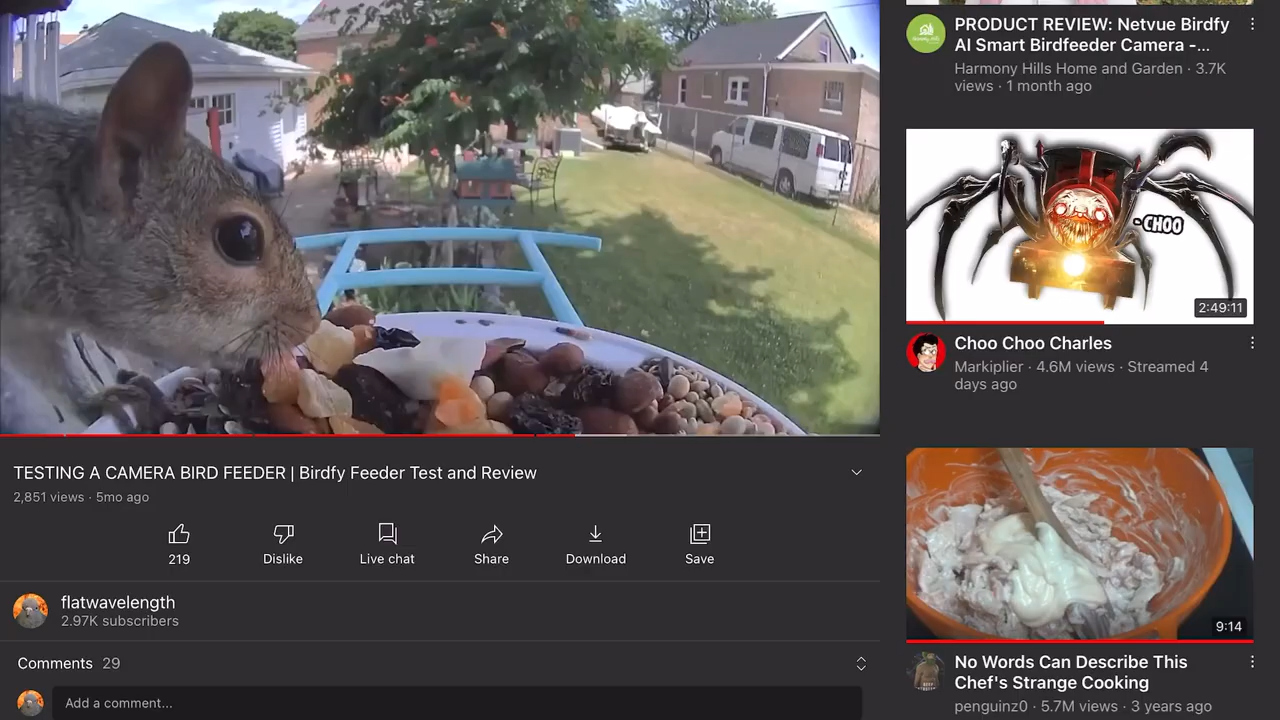 TESTING A CAMERA BIRD FEEDER | Birdfy Feeder Test and Review
2,851 views · 5mo ago
219
Dislike
Live chat
Share
Download
Save
flatwavelength
2.97K subscribers
Comments 29
Add a comment...
PRODUCT REVIEW: Netvue Birdfy
AI Smart Birdfeeder Camera -...
Harmony Hills Home and Garden · 3.7K
views · 1 month ago
-CHOO
2:49:11
Choo Choo Charles
Markiplier · 4.6M views · Streamed 4
days ago
9:14
No Words Can Describe This
Chef's Strange Cooking
penguinz0 · 5.7M views · 3 years ago